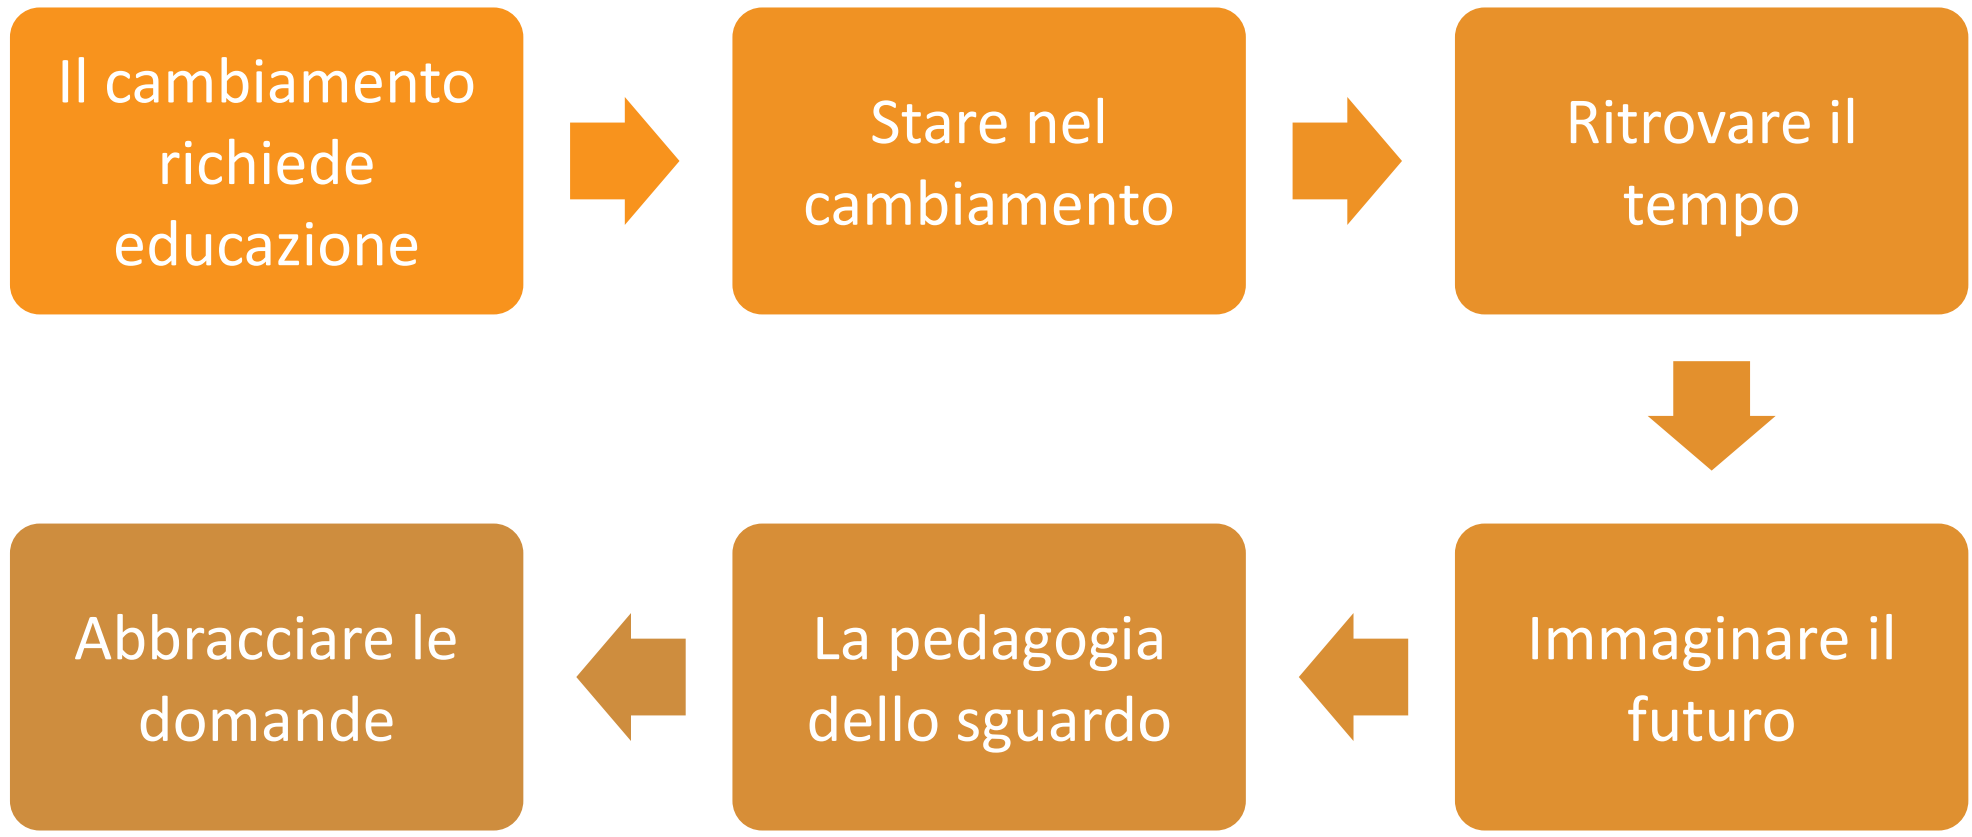 Il cambiamento
richiede
educazione
Stare nel
cambiamento
Ritrovare il
tempo
Immaginare il
futuro
La pedagogia
dello sguardo
Abbracciare le
domande